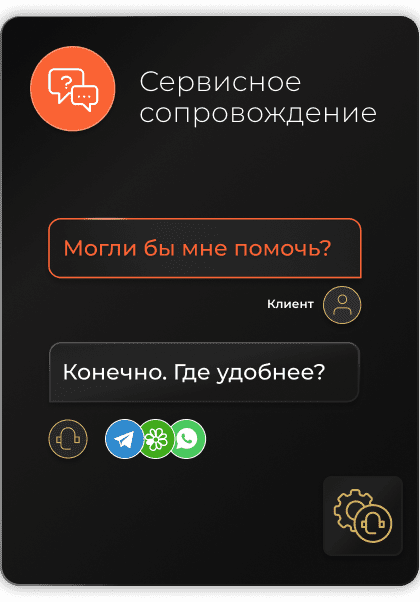 Сервисное
сопровождение
Могли бы мне помочь?
Клиент
Конечно. Где удобнее?